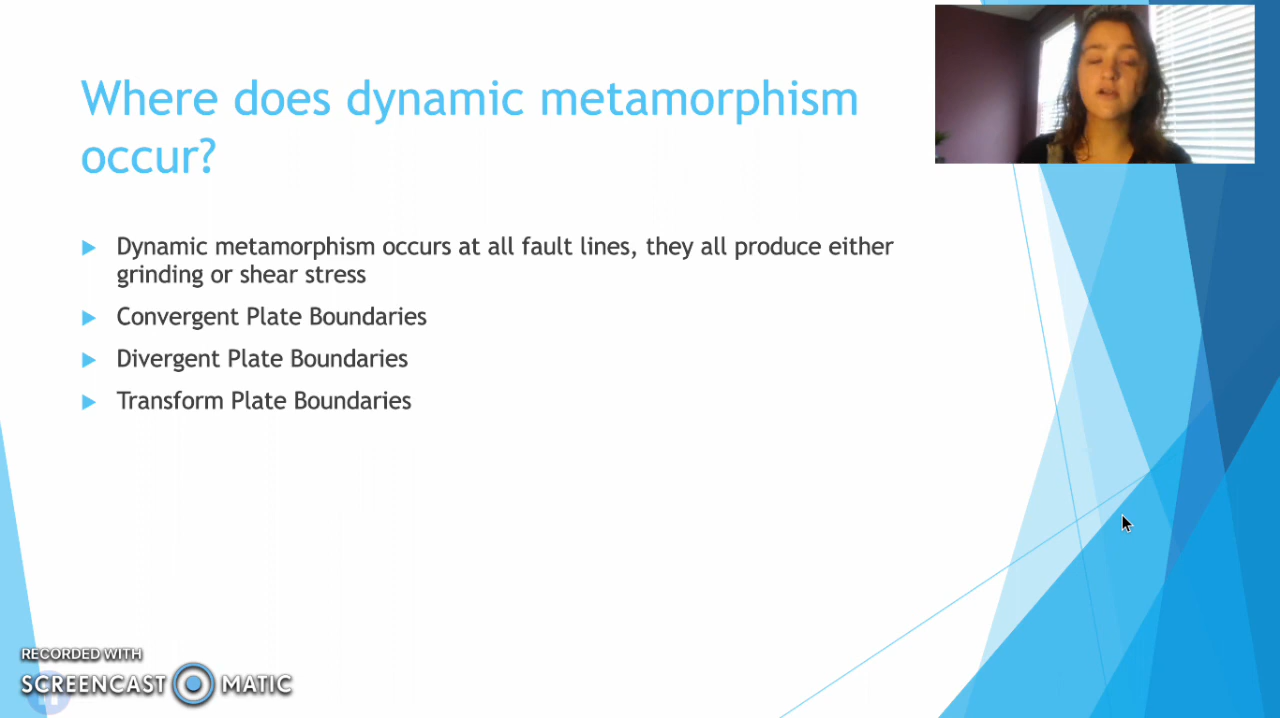 Where does dynamic metamorphism
occur?
Dynamic metamorphism occurs at all fault lines, they all produce either
grinding or shear stress
Convergent Plate Boundaries
Divergent Plate Boundaries
Transform Plate Boundaries
RECORDED WITH
SCREENCAST MATIC